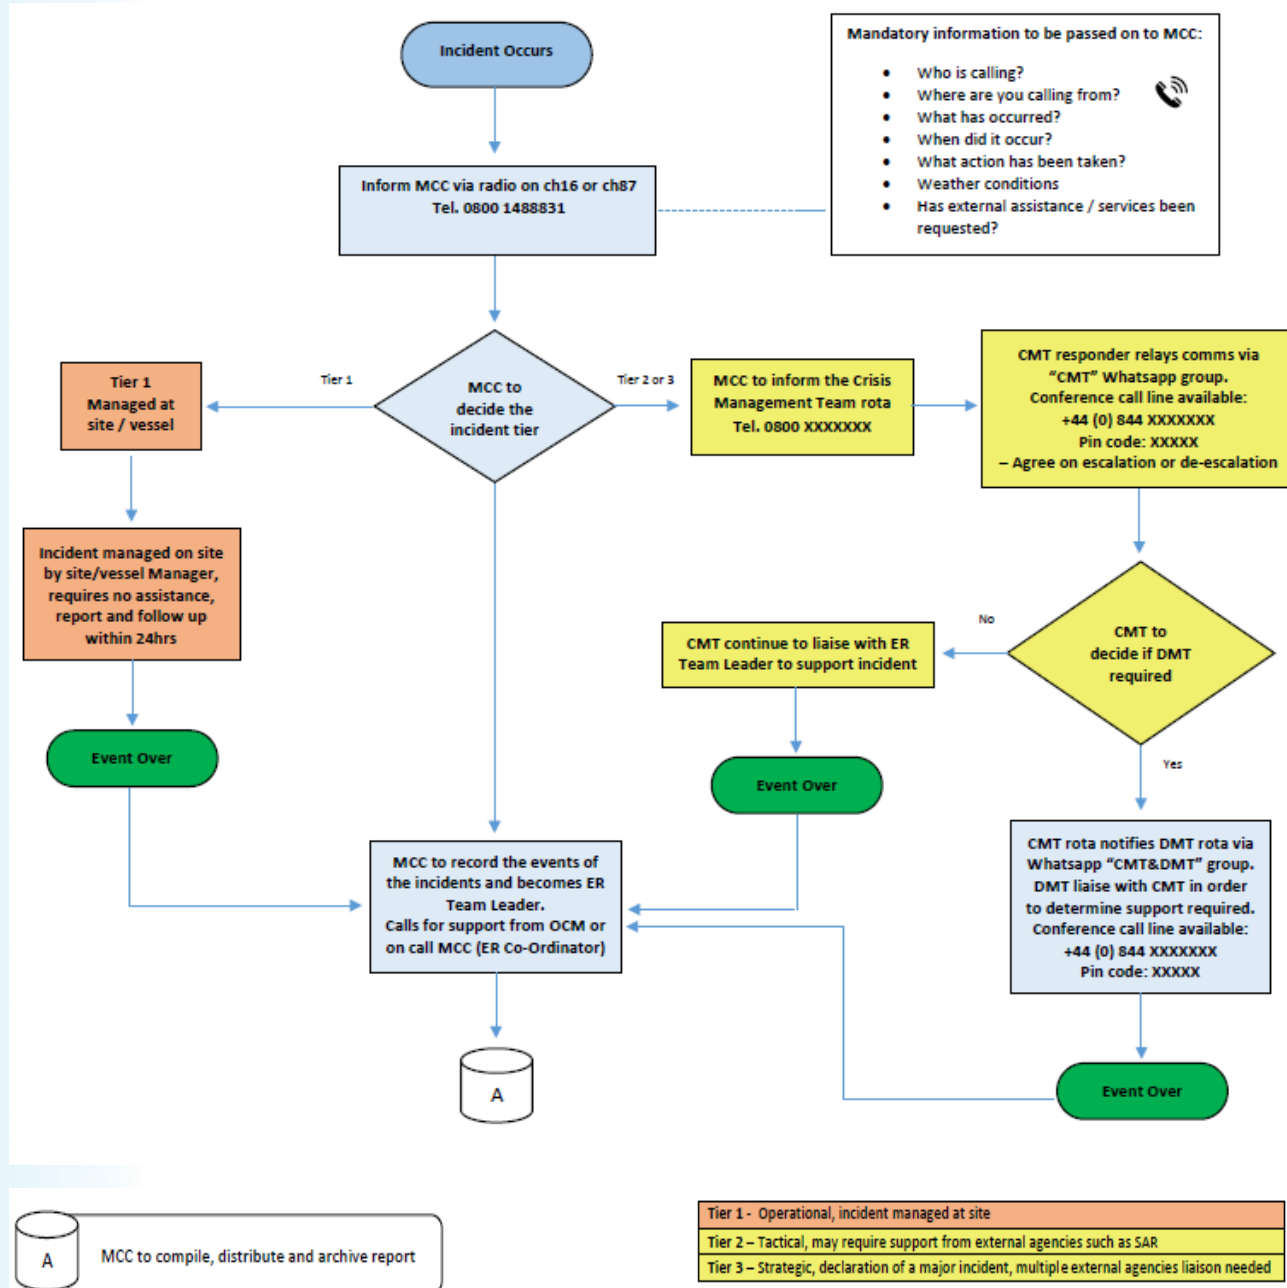 Incident Occurs
Mandatory information to be passed on to MCC:
• Who is calling?
• Where are you calling from?
• What has occurred?
• When did it occur?
• What action has been taken?
• Weather conditions
• Has external assistance / services been
requested?
Inform MCC via radio on ch16 or ch87
Tel. 0800 1488831
MCC to
decide the
incident tier
Tier 1
Tier 1
Managed at
site / vessel
Tier 2 or 3
MCC to inform the Crisis
Management Team rota
Tel. 0800 XXXXXXX
CMT responder relays comms via
“CMT” Whatsapp group.
Conference call line available:
+44 (0) 844 XXXXXXX
Pin code: XXXXX
– Agree on escalation or de-escalation
Incident managed on site
by site/vessel Manager,
requires no assistance,
report and follow up
within 24hrs
Event Over
CMT to
decide if DMT
required
No
CMT continue to liaise with ER
Team Leader to support incident
Event Over
Yes
CMT rota notifies DMT rota via
Whatsapp “CMT&DMT” group.
DMT liaise with CMT in order
to determine support required.
Conference call line available:
+44 (0) 844 XXXXXXX
Pin code: XXXXX
Event Over
MCC to record the events of
the incidents and becomes ER
Team Leader.
Calls for support from OCM or
on call MCC (ER Co-Ordinator)
A
A
MCC to compile, distribute and archive report
Tier 1 - Operational, incident managed at site
Tier 2 – Tactical, may require support from external agencies such as SAR
Tier 3 – Strategic, declaration of a major incident, multiple external agencies liaison needed